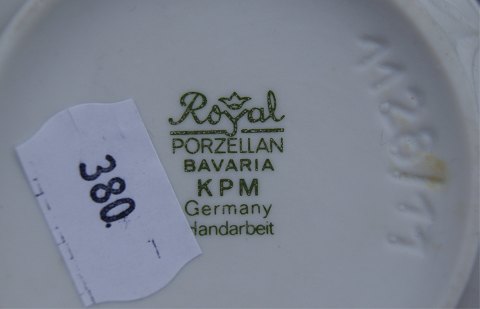 Royal
PORZELLAN
BAVARIA
KPM
Germany
Handarbeit
380.